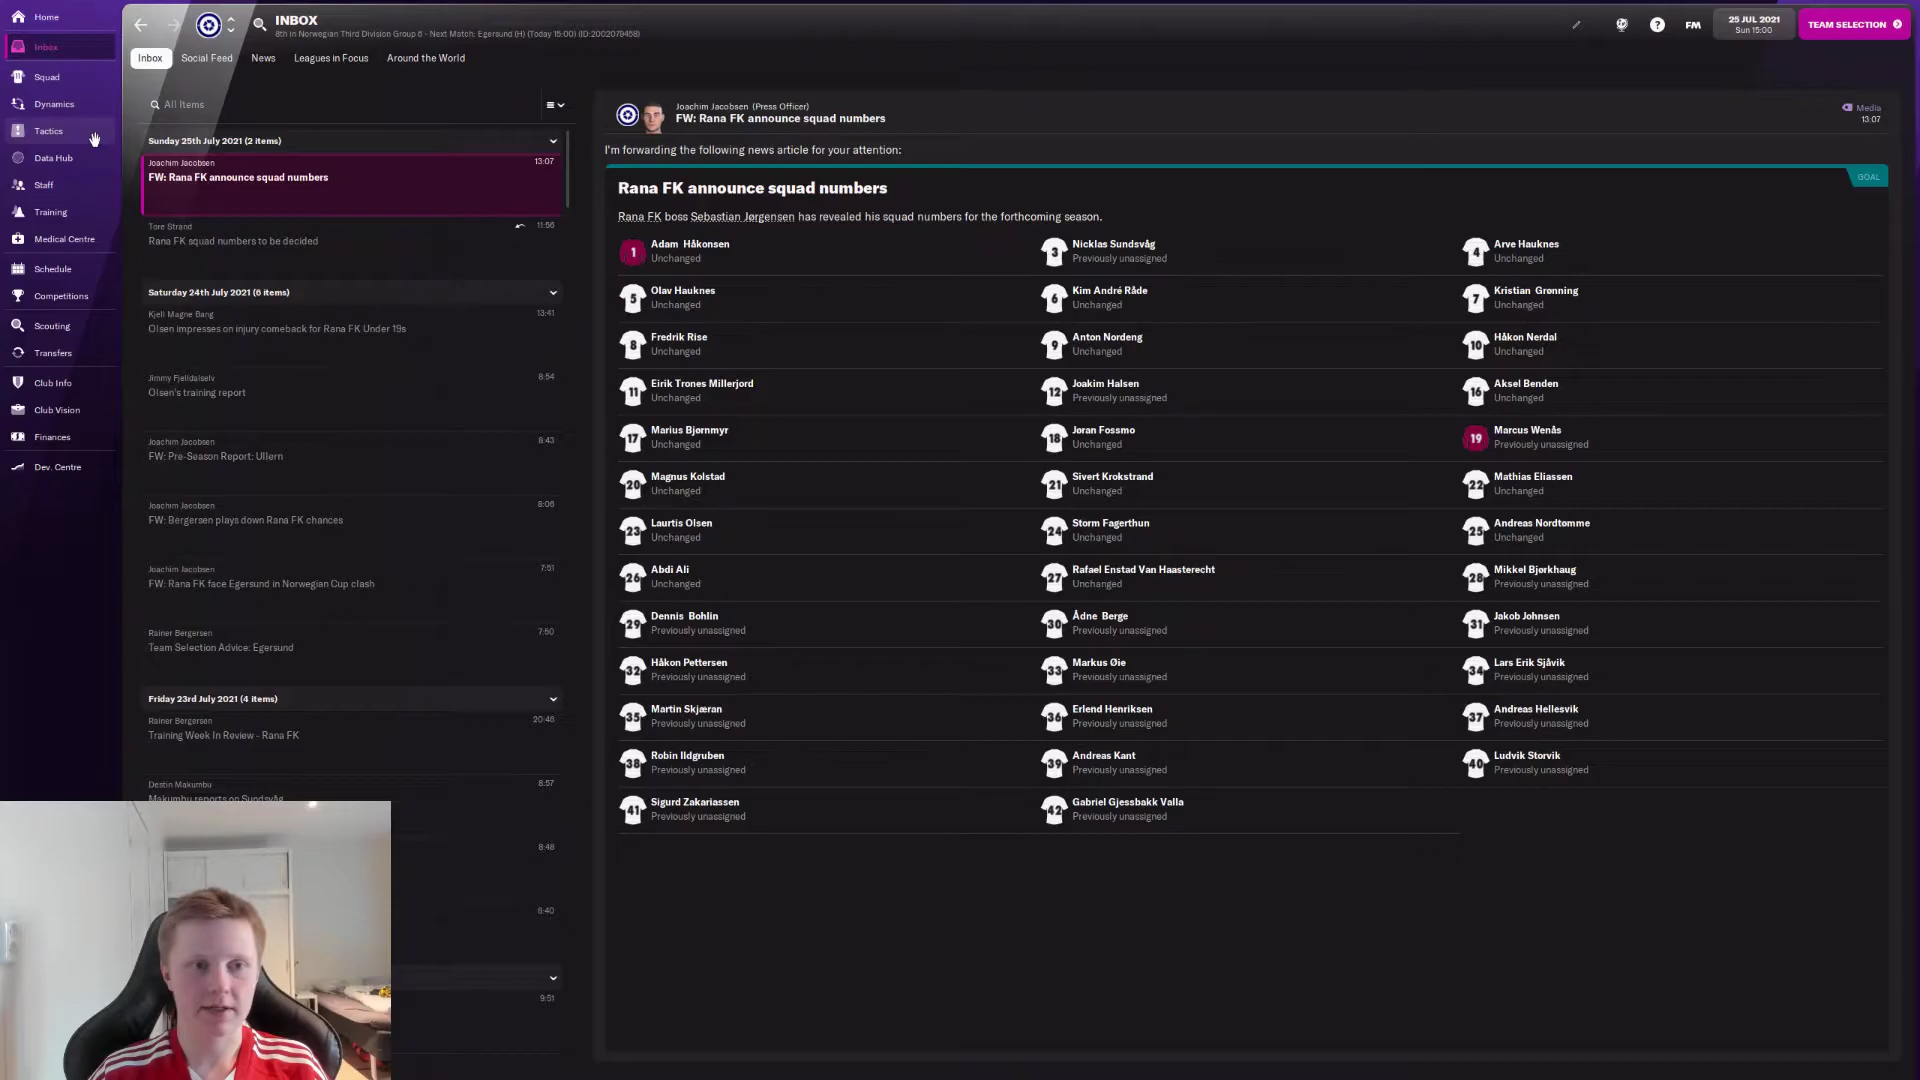 Home
Inbox
Squad
Dynamics
Tactics
Data Hub
Staff
Training
Medical Centre
Schedule
Competitions
Scouting
Transfers
Club Info
Club Vision
Finances
Dev. Centre
INBOX
8th in Norwegian Third Division Group 6 - Next Match: Egersund (H) (Today 15:00) (ID:2002079458)
FM
25 JUL 2021
Sun 15:00
TEAM SELECTION
Inbox Social Feed News Leagues in Focus Around the World
All Items
Sunday 25th July 2021 (2 items)
Joachim Jacobsen 13:07
FW: Rana FK announce squad numbers
Tore Strand 11:56
Rana FK squad numbers to be decided
Saturday 24th July 2021 (6 items)
Kjell Magne Bang 13:41
Olsen impresses on injury comeback for Rana FK Under 19s
Jimmy Fjelldalselv 8:54
Olsen's training report
Joachim Jacobsen 8:43
FW: Pre-Season Report: Ullern
Joachim Jacobsen 8:06
FW: Bergersen plays down Rana FK chances
Joachim Jacobsen 7:51
FW: Rana FK face Egersund in Norwegian Cup clash
Rainer Bergersen 7:50
Team Selection Advice: Egersund
Friday 23rd July 2021 (4 items)
Rainer Bergersen 20:46
Training Week In Review - Rana FK
Destin Makumbu 8:57
Makumbu reports on Sundsvåg
8:48
8:40
9:51
Joachim Jacobsen (Press Officer)
FW: Rana FK announce squad numbers
Media
13:07
I'm forwarding the following news article for your attention:
GOAL
Rana FK announce squad numbers
Rana FK boss Sebastian Jørgensen has revealed his squad numbers for the forthcoming season.
1 Adam Håkonsen
Unchanged
3 Nicklas Sundsvåg
Previously unassigned
4 Arve Hauknes
Unchanged
5 Olav Hauknes
Unchanged
6 Kim André Råde
Unchanged
7 Kristian Grønning
Unchanged
8 Fredrik Rise
Unchanged
9 Anton Nordeng
Unchanged
10 Håkon Nerdal
Unchanged
11 Eirik Trones Millerjord
Unchanged
12 Joakim Halsen
Previously unassigned
16 Aksel Benden
Unchanged
17 Marius Bjørnmyr
Unchanged
18 Jøran Fossmo
Unchanged
19 Marcus Wenås
Previously unassigned
20 Magnus Kolstad
Unchanged
21 Sivert Krokstrand
Unchanged
22 Mathias Eliassen
Unchanged
23 Laurtis Olsen
Unchanged
24 Storm Fagerthun
Unchanged
25 Andreas Nordtømme
Unchanged
26 Abdi Ali
Unchanged
27 Rafael Enstad Van Haasterecht
Unchanged
28 Mikkel Bjørkhaug
Previously unassigned
29 Dennis Bohlin
Previously unassigned
30 Ådne Berge
Previously unassigned
31 Jakob Johnsen
Previously unassigned
32 Håkon Pettersen
Previously unassigned
33 Markus Øie
Previously unassigned
34 Lars Erik Sjåvik
Previously unassigned
35 Martin Skjæran
Previously unassigned
36 Erlend Henriksen
Previously unassigned
37 Andreas Hellesvik
Previously unassigned
38 Robin Ildgruben
Previously unassigned
39 Andreas Kant
Previously unassigned
40 Ludvik Storvik
Previously unassigned
41 Sigurd Zakariassen
Previously unassigned
42 Gabriel Gjessbakk Valla
Previously unassigned